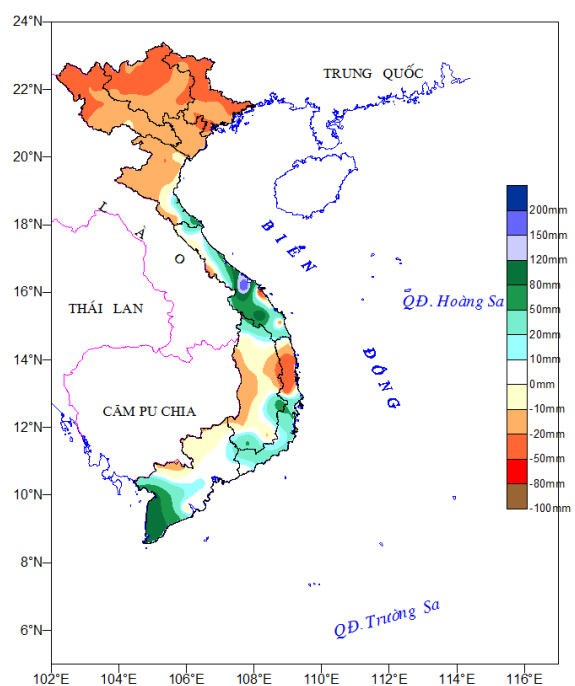 24°N
22°N
20°N
18°N
16°N
14°N
12°N
10°N
8°N
6°N
TRUNG QUỐC
LAO
BIỂN ĐÔNG
THÁI LAN
QĐ. Hoàng Sa
CĂM PU CHIA
QĐ. Trường Sa
200mm
150mm
120mm
80mm
50mm
20mm
10mm
0mm
-10mm
-20mm
-50mm
-80mm
-100mm
102°E 104°E 106°E 108°E 110°E 112°E 114°E 116°E